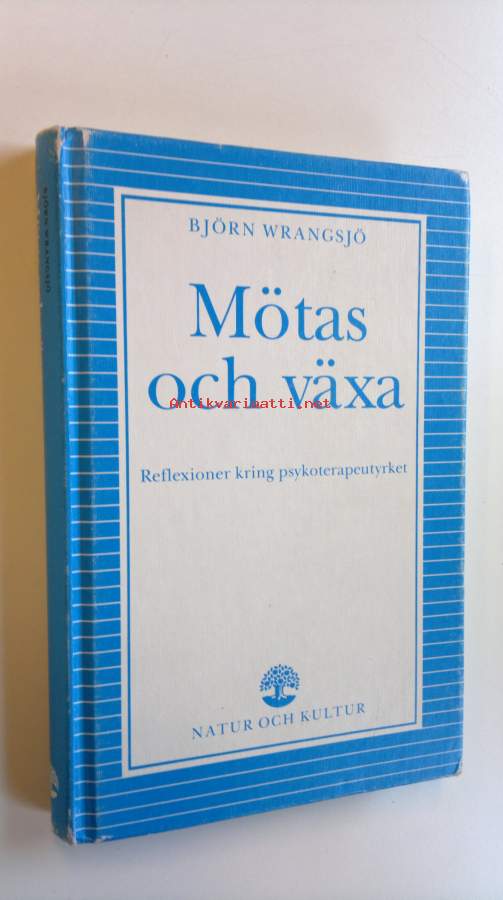 BJÖRN WRANGSJÖ
Mötas
och växa
Antikvariaatti.net
Reflexioner kring psykoterapeutyrket
NATUR OCH KULTUR